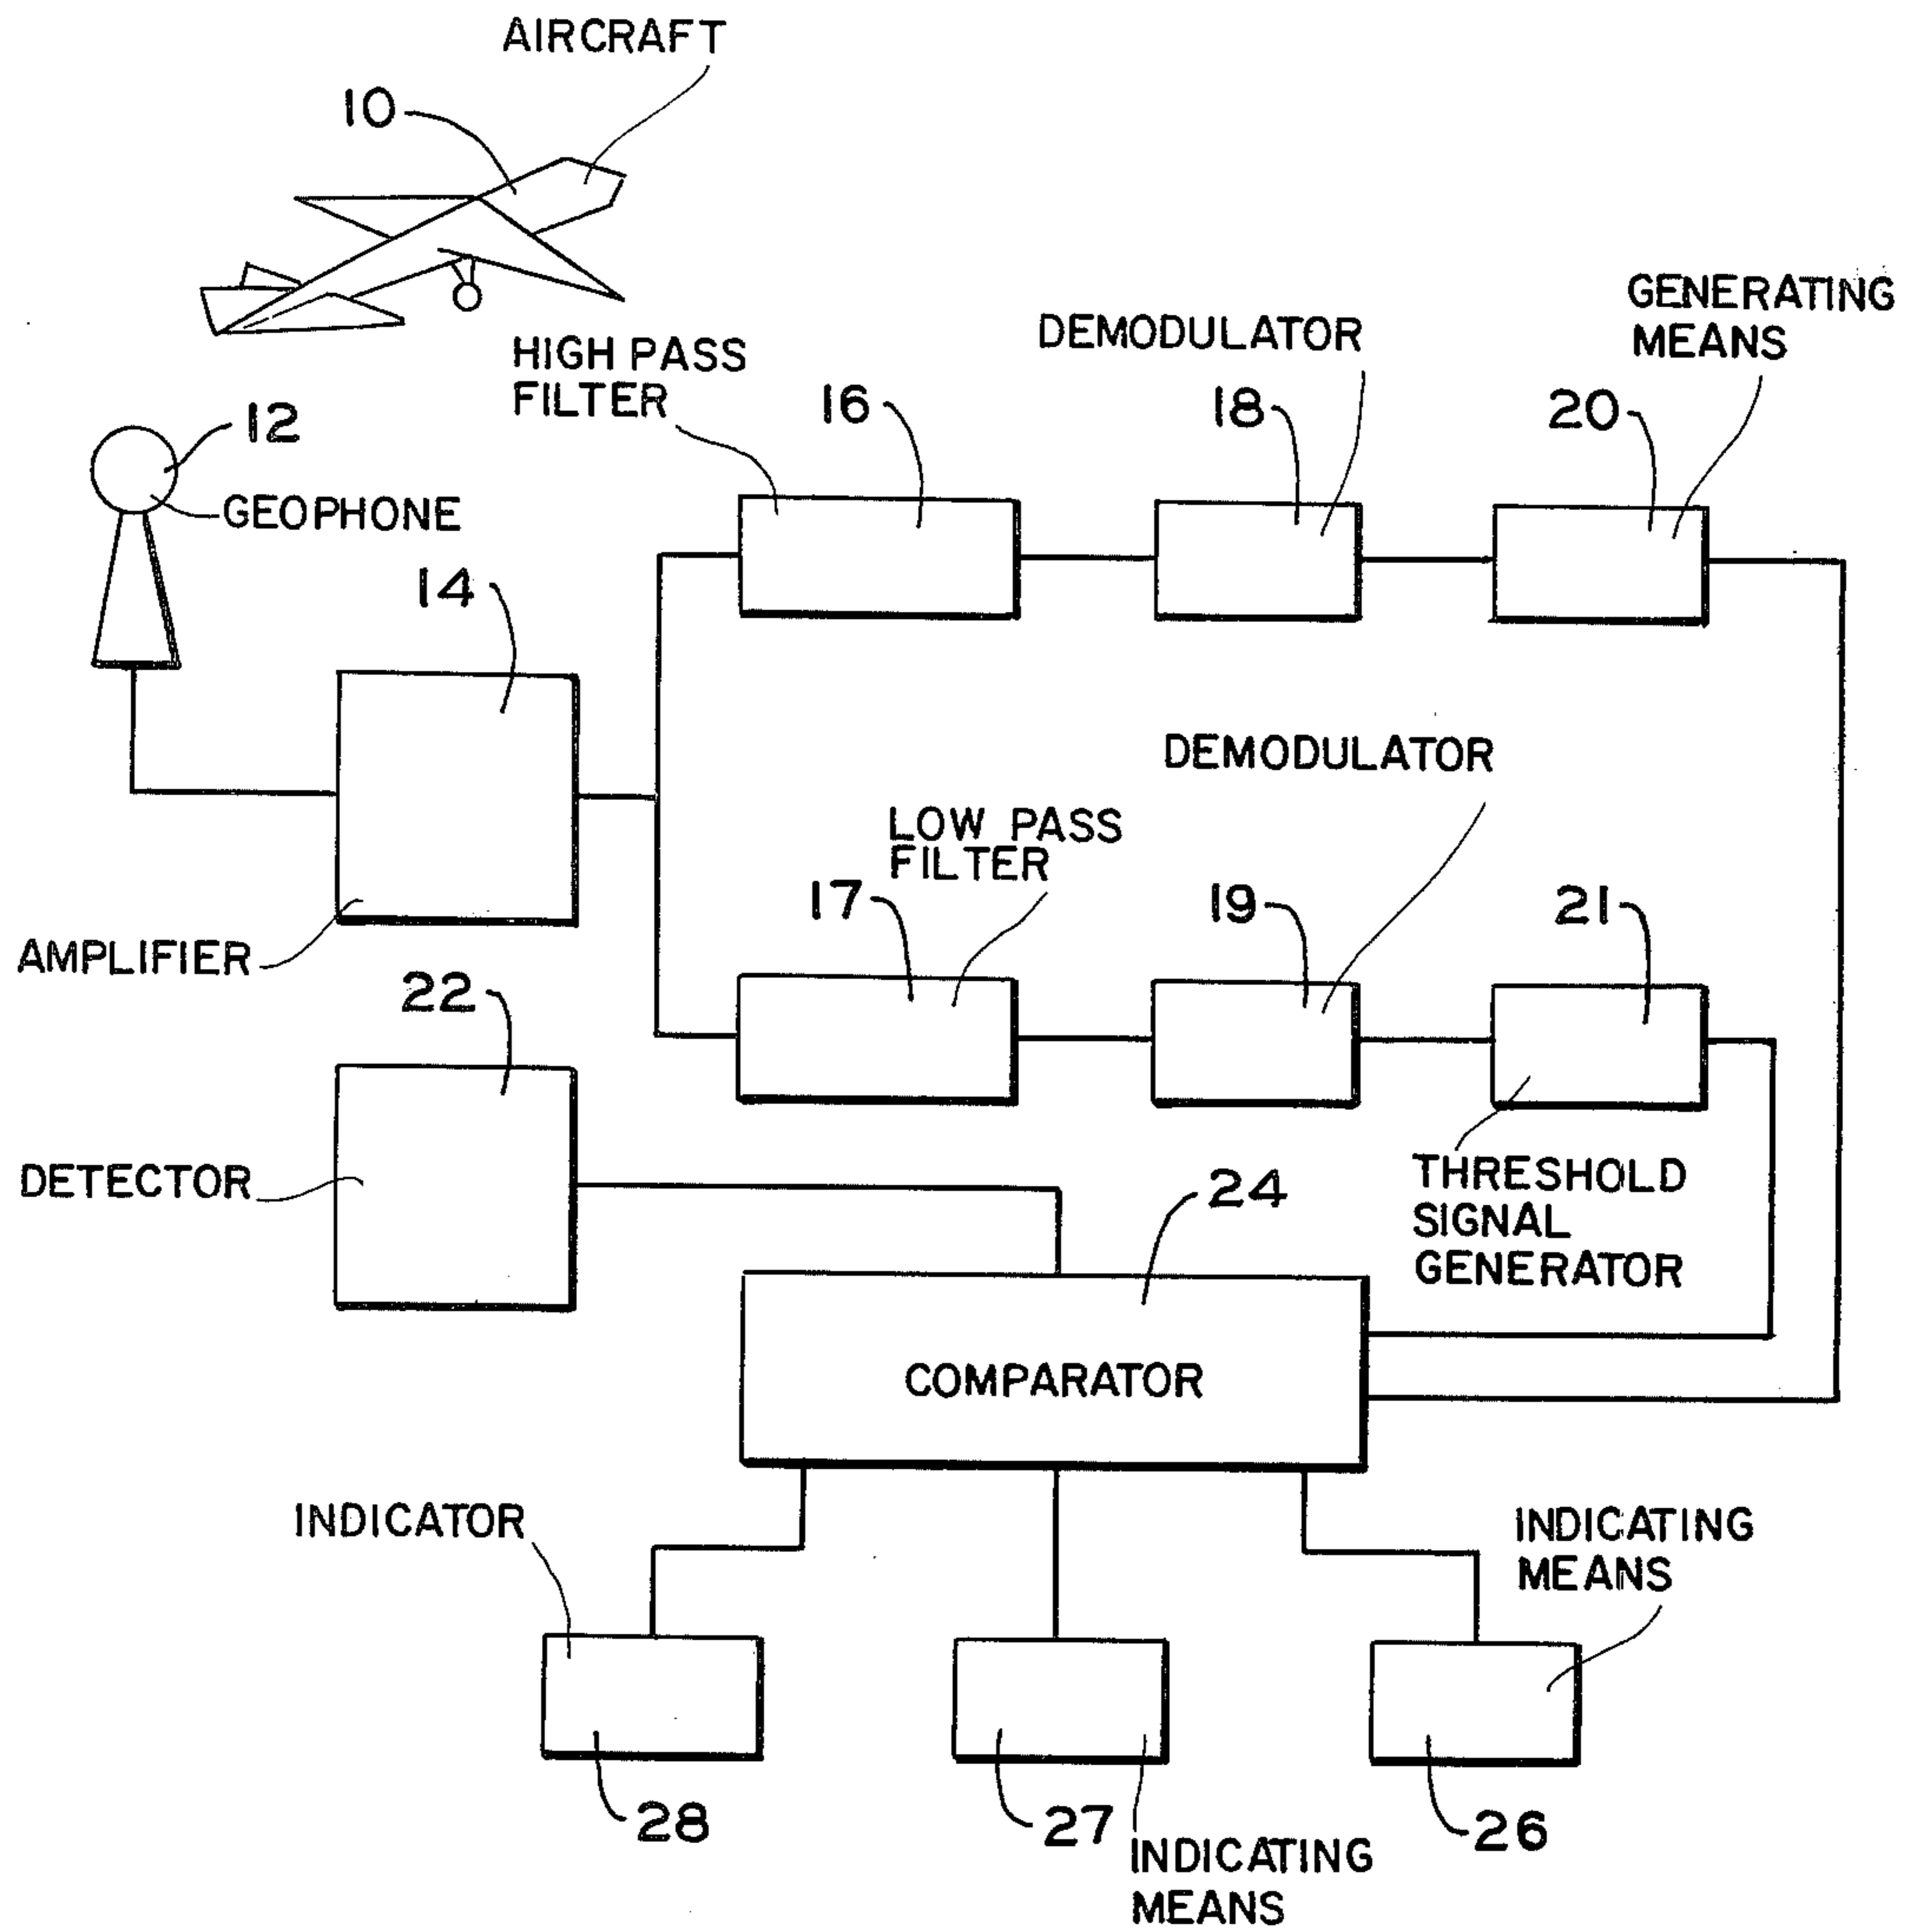 AIRCRAFT
10
GENERATING
MEANS
DEMODULATOR
HIGH PASS
FILTER
16
18
20
12
GEOPHONE
14
DEMODULATOR
LOW PASS
FILTER
17
19
21
AMPLIFIER
22
DETECTOR
THRESHOLD
SIGNAL
GENERATOR
24
COMPARATOR
INDICATOR
INDICATING
MEANS
28
27
26
INDICATING
MEANS